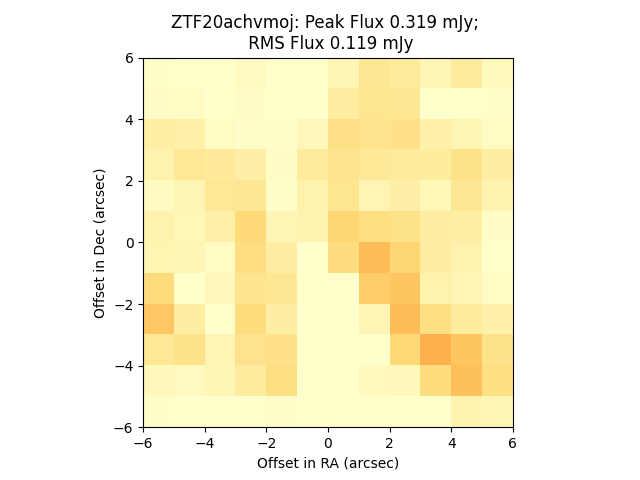 ZTF20achvmoj: Peak Flux 0.319 mJy;
RMS Flux 0.119 mJy
6
4
2
0
−2
−4
−6
Offset in Dec (arcsec)
−6 −4 −2 0 2 4 6
Offset in RA (arcsec)